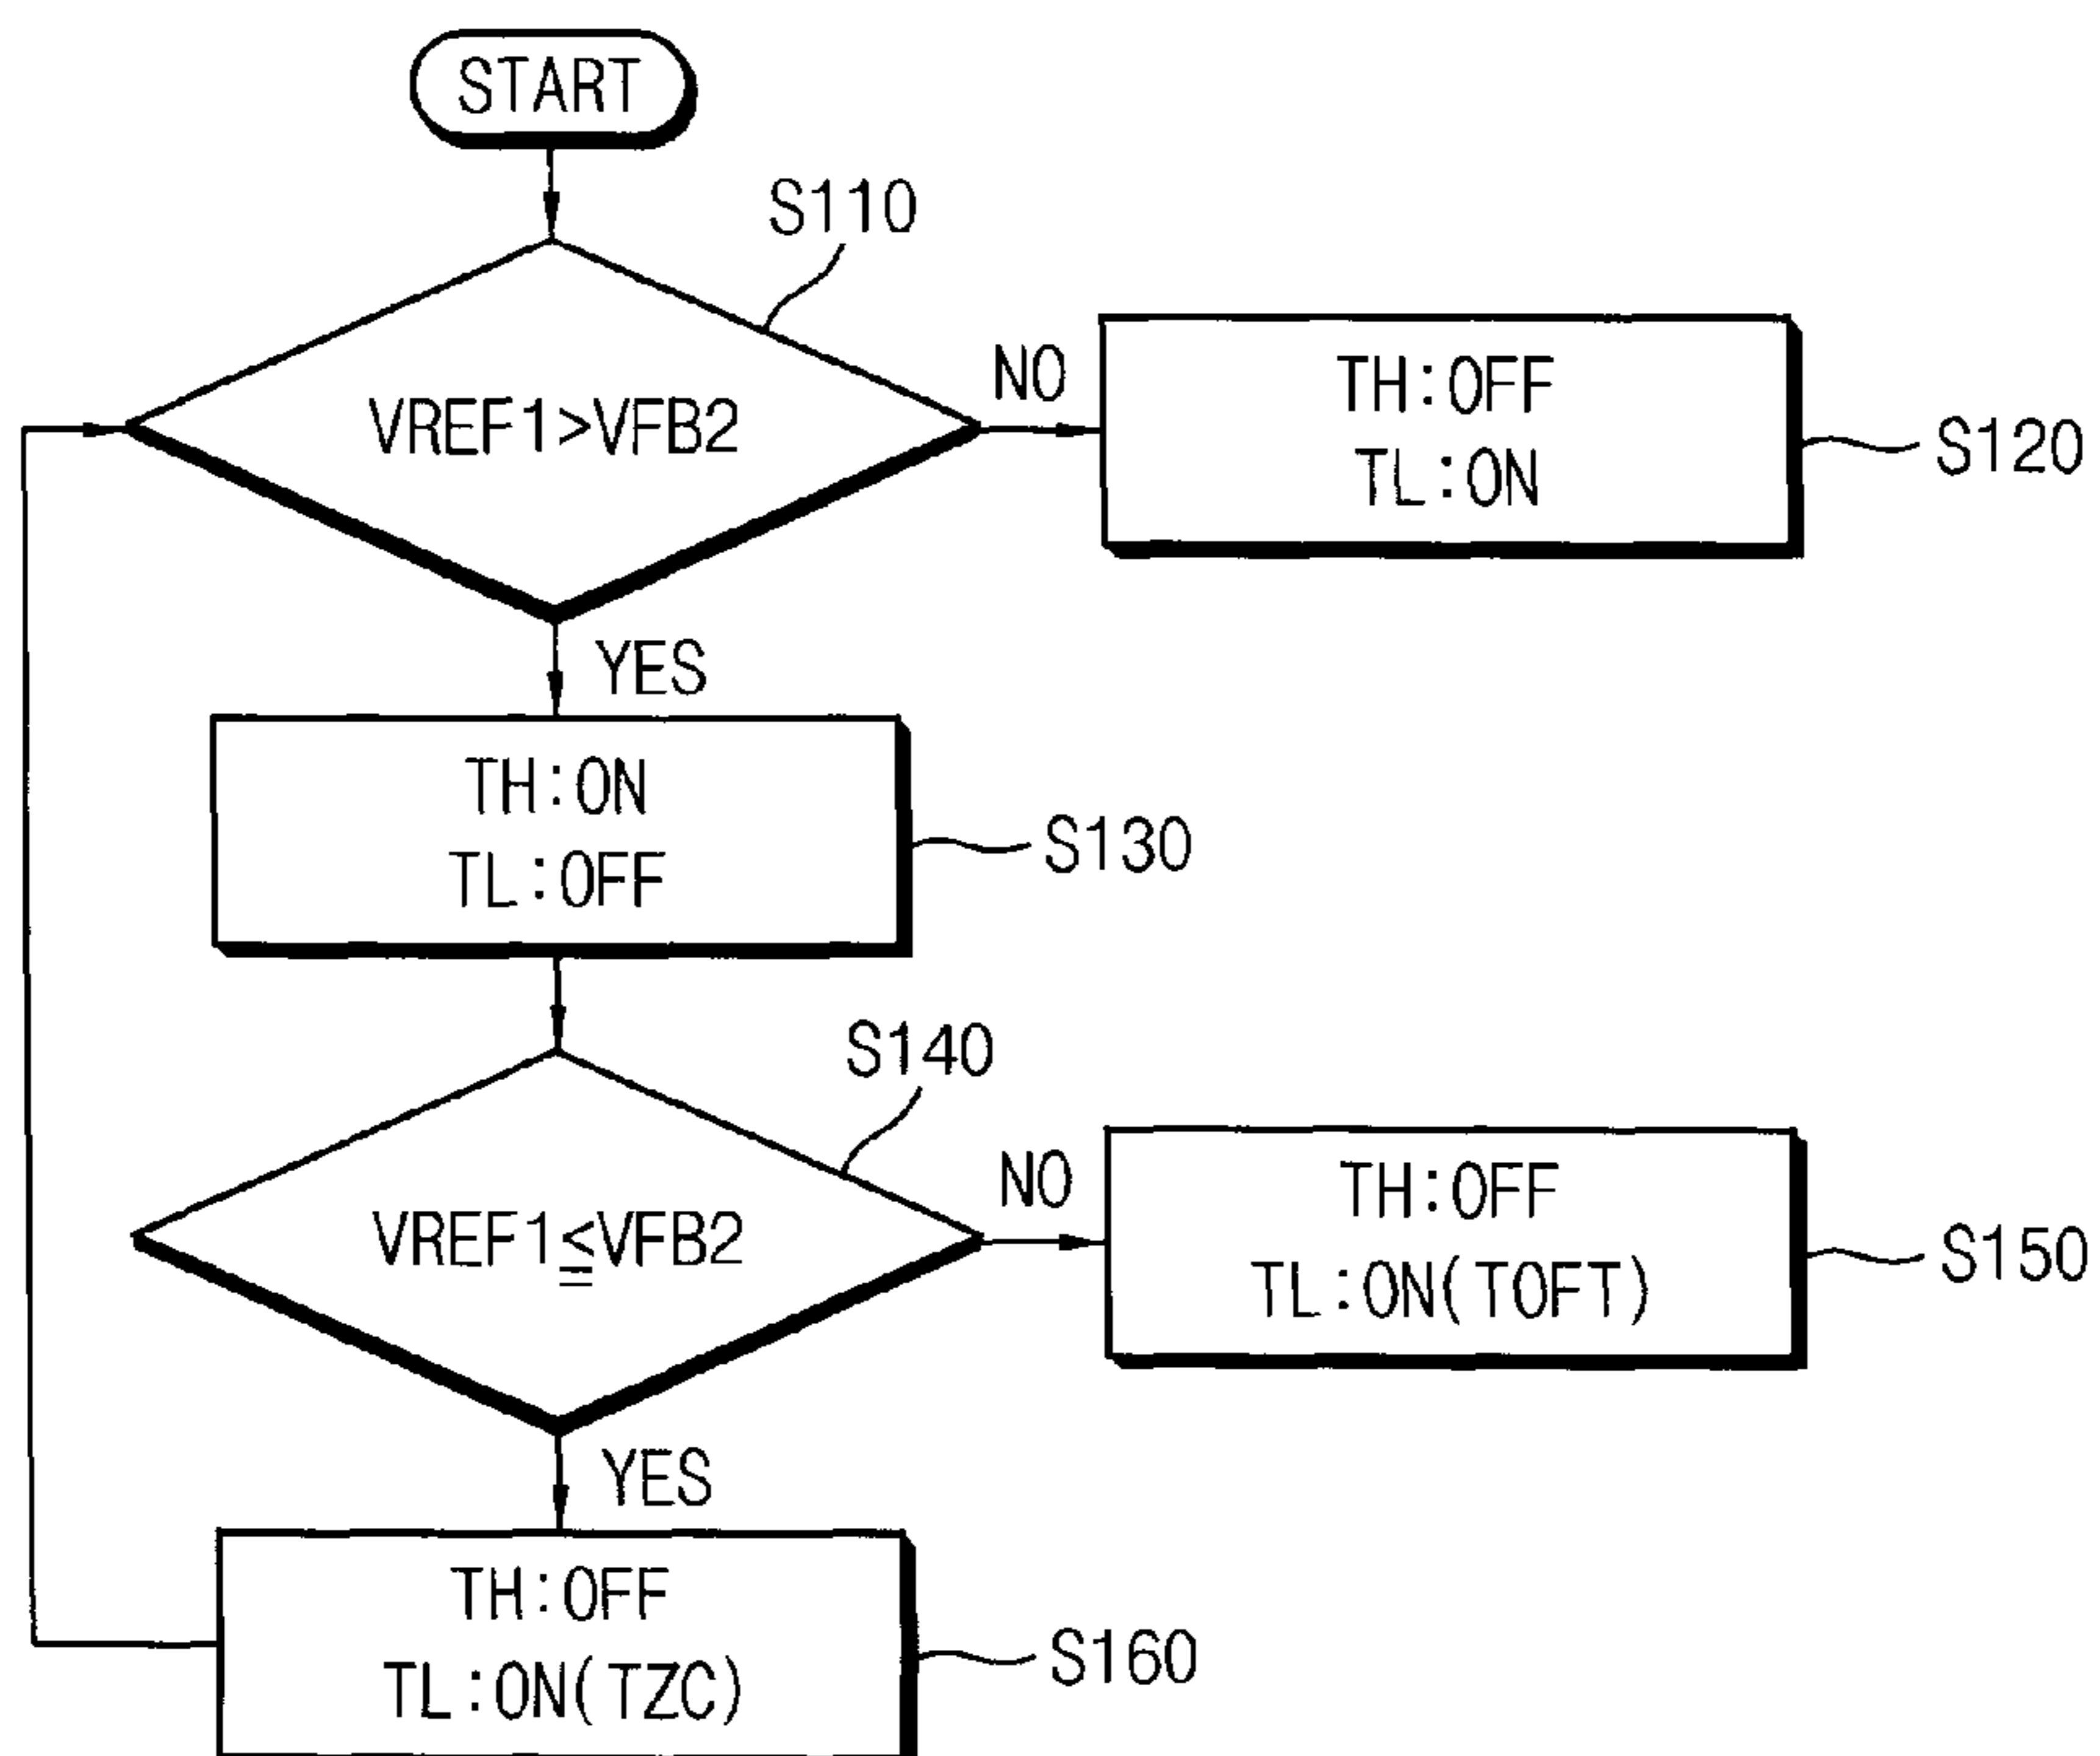 START
S110
VREF1>VFB2
NO
TH:OFF
TL:ON
S120
YES
TH:ON
TL:OFF
S130
S140
VREF1≦VFB2
NO
TH:OFF
TL:ON(TOFT)
S150
YES
TH:OFF
TL:ON(TZC)
S160